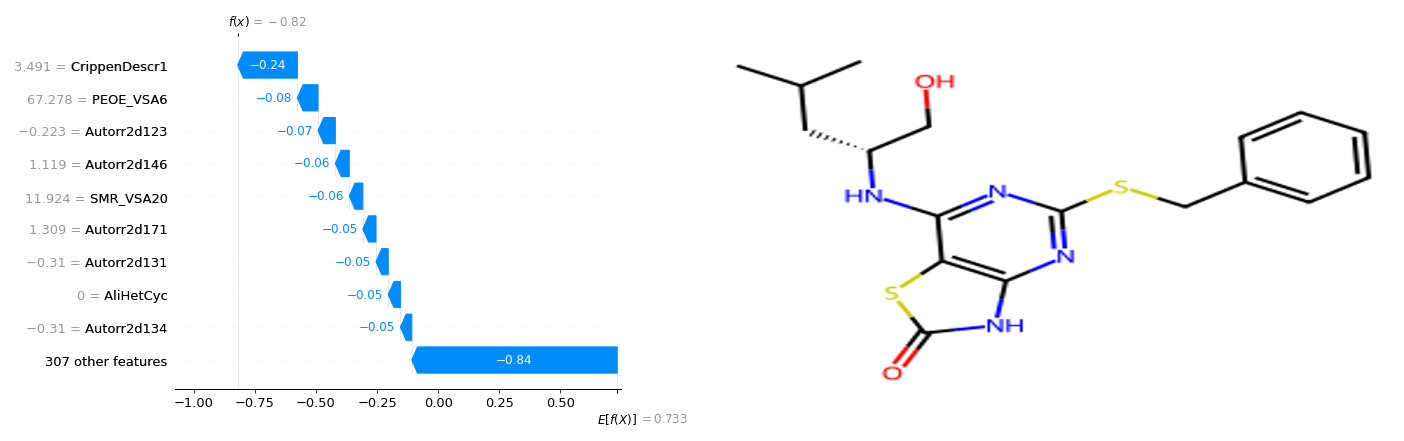 f(x) = −0.82
3.491 = CrippenDescr1
−0.24
67.278 = PEOE_VSA6
−0.08
−0.223 = Autorr2d123
−0.07
1.119 = Autorr2d146
−0.06
11.924 = SMR_VSA20
−0.06
1.309 = Autorr2d171
−0.05
−0.31 = Autorr2d131
−0.05
0 = AliHetCyc
−0.05
−0.31 = Autorr2d134
−0.05
307 other features
−0.84
−1.00 −0.75 −0.50 −0.25 0.00 0.25 0.50
E[f(X)] = 0.733
OH
HN
N
S
N
S
NH
O